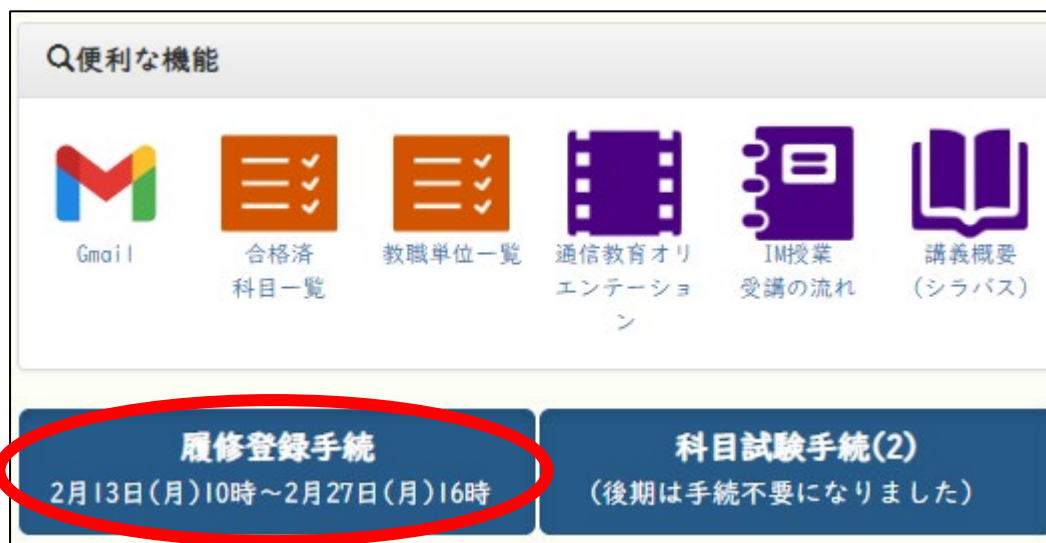 便利な機能
Gmail
合格済
科目一覧
教職単位一覧
通信教育オリ
エンテーショ
ン
IM授業
受講の流れ
講義概要
(シラバス)
履修登録手続
2月13日(月)10時～2月27日(月)16時
科目試験手続(2)
(後期は手続不要になりました)